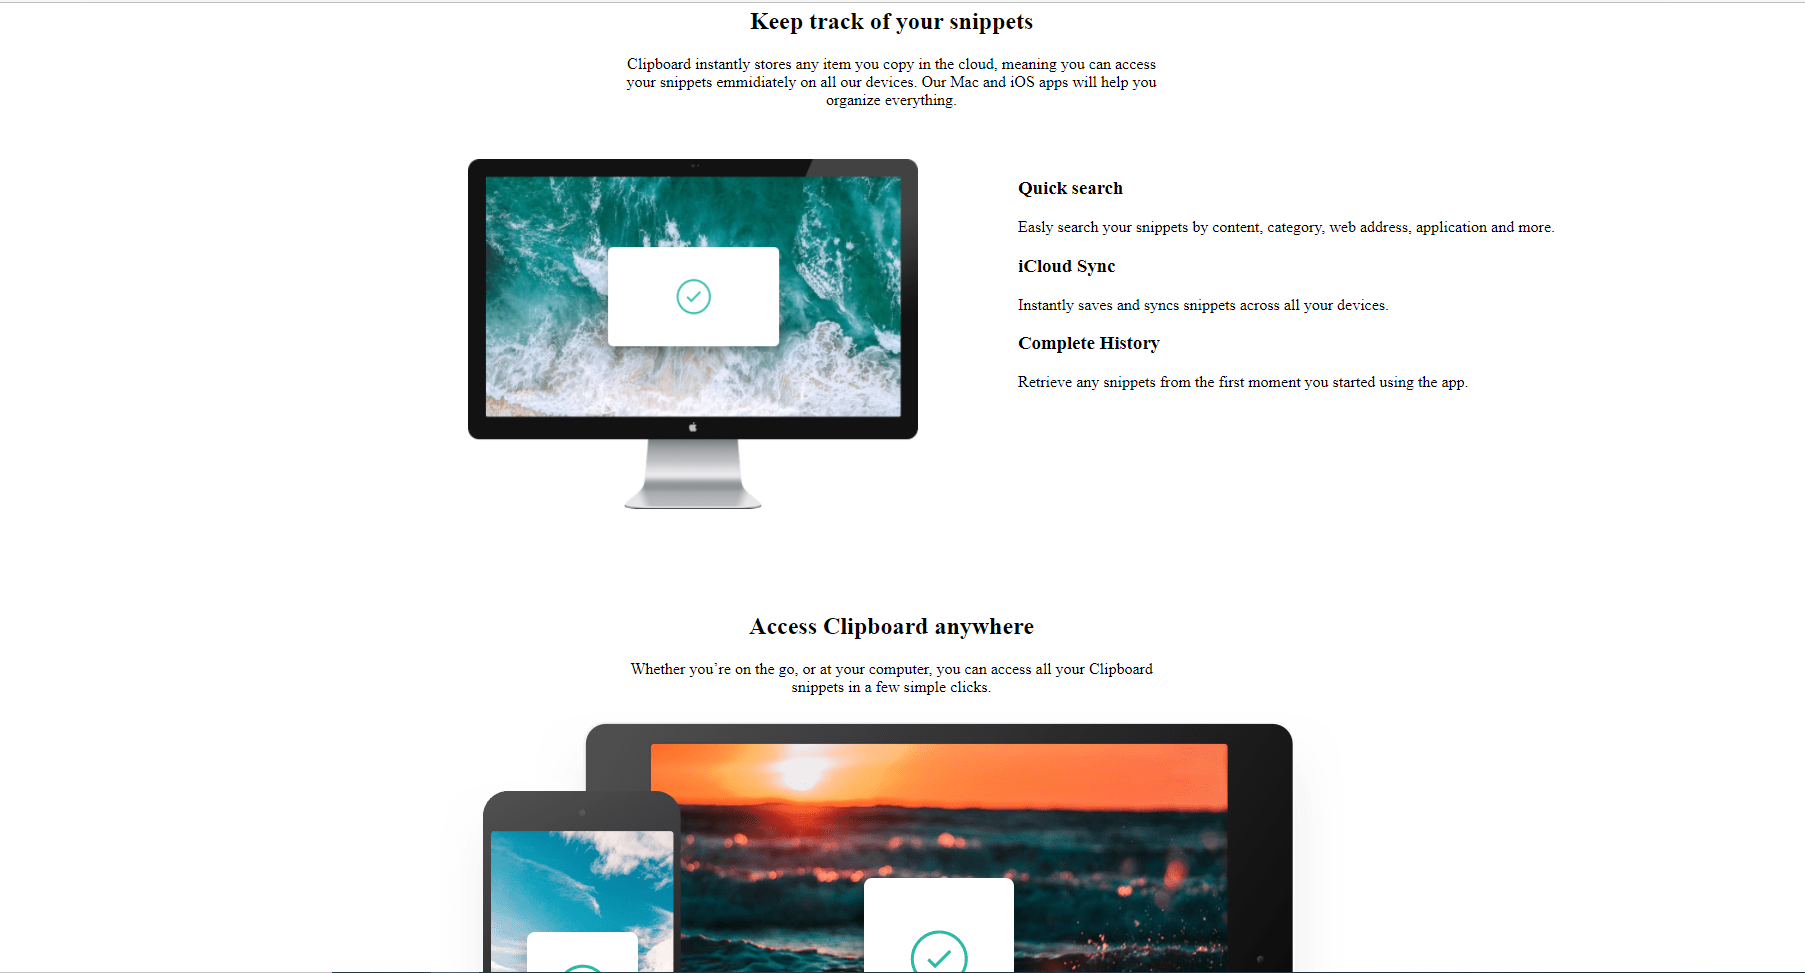 Keep track of your snippets
Clipboard instantly stores any item you copy in the cloud, meaning you can access
your snippets emmidiately on all our devices. Our Mac and iOS apps will help you
organize everything.
Quick search
Easly search your snippets by content, category, web address, application and more.
iCloud Sync
Instantly saves and syncs snippets across all your devices.
Complete History
Retrieve any snippets from the first moment you started using the app.
Access Clipboard anywhere
Whether you’re on the go, or at your computer, you can access all your Clipboard
snippets in a few simple clicks.